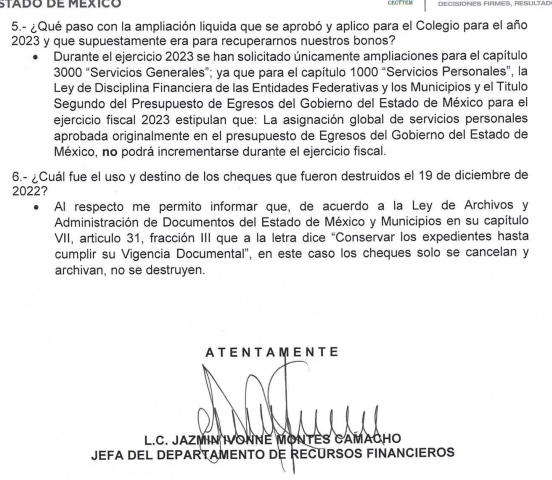 ESTADO DE MÉXICO
CECYTEM
DECISIONES FIRMES, RESULTADO
5.- ¿Qué paso con la ampliación liquida que se aprobó y aplico para el Colegio para el año
2023 y que supuestamente era para recuperarnos nuestros bonos?
• Durante el ejercicio 2023 se han solicitado únicamente ampliaciones para el capítulo
3000 “Servicios Generales”; ya que para el capítulo 1000 “Servicios Personales”, la
Ley de Disciplina Financiera de las Entidades Federativas y los Municipios y el Titulo
Segundo del Presupuesto de Egresos del Gobierno del Estado de México para el
ejercicio fiscal 2023 estipulan que: La asignación global de servicios personales
aprobada originalmente en el presupuesto de Egresos del Gobierno del Estado de
México, no podrá incrementarse durante el ejercicio fiscal.
6.- ¿Cuál fue el uso y destino de los cheques que fueron destruidos el 19 de diciembre de
2022?
• Al respecto me permito informar que, de acuerdo a la Ley de Archivos y
Administración de Documentos del Estado de México y Municipios en su capítulo
VII, articulo 31, fracción III que a la letra dice “Conservar los expedientes hasta
cumplir su Vigencia Documental”, en este caso los cheques solo se cancelan y
archivan, no se destruyen.
ATENTAMENTE
L.C. JAZMIN IVONNE MONTES CAMACHO
JEFA DEL DEPARTAMENTO DE RECURSOS FINANCIEROS